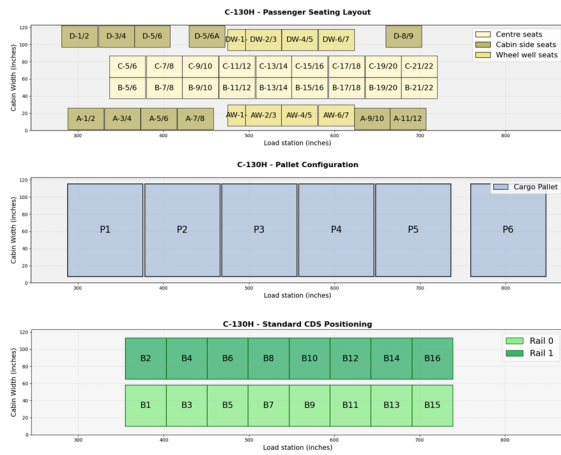 C-130H - Passenger Seating Layout
120
100
80
60
40
20
0
Cabin Width (inches)
D-1/2 D-3/4 D-5/6 D-5/6A DW-1- DW-2/3 DW-4/5 DW-6/7 D-8/9
C-5/6 C-7/8 C-9/10 C-11/12 C-13/14 C-15/16 C-17/18 C-19/20 C-21/22
B-5/6 B-7/8 B-9/10 B-11/12 B-13/14 B-15/16 B-17/18 B-19/20 B-21/22
A-1/2 A-3/4 A-5/6 A-7/8 AW-1- AW-2/3 AW-4/5 AW-6/7 A-9/10 A-11/12
Centre seats
Cabin side seats
Wheel well seats
300 400 500 600 700 800
Load station (inches)
C-130H - Pallet Configuration
120
100
80
60
40
20
0
Cabin Width (inches)
P1 P2 P3 P4 P5 P6
Cargo Pallet
300 400 500 600 700 800
Load station (inches)
C-130H - Standard CDS Positioning
120
100
80
60
40
20
0
Cabin Width (inches)
B2 B4 B6 B8 B10 B12 B14 B16
B1 B3 B5 B7 B9 B11 B13 B15
Rail 0
Rail 1
300 400 500 600 700 800
Load station (inches)